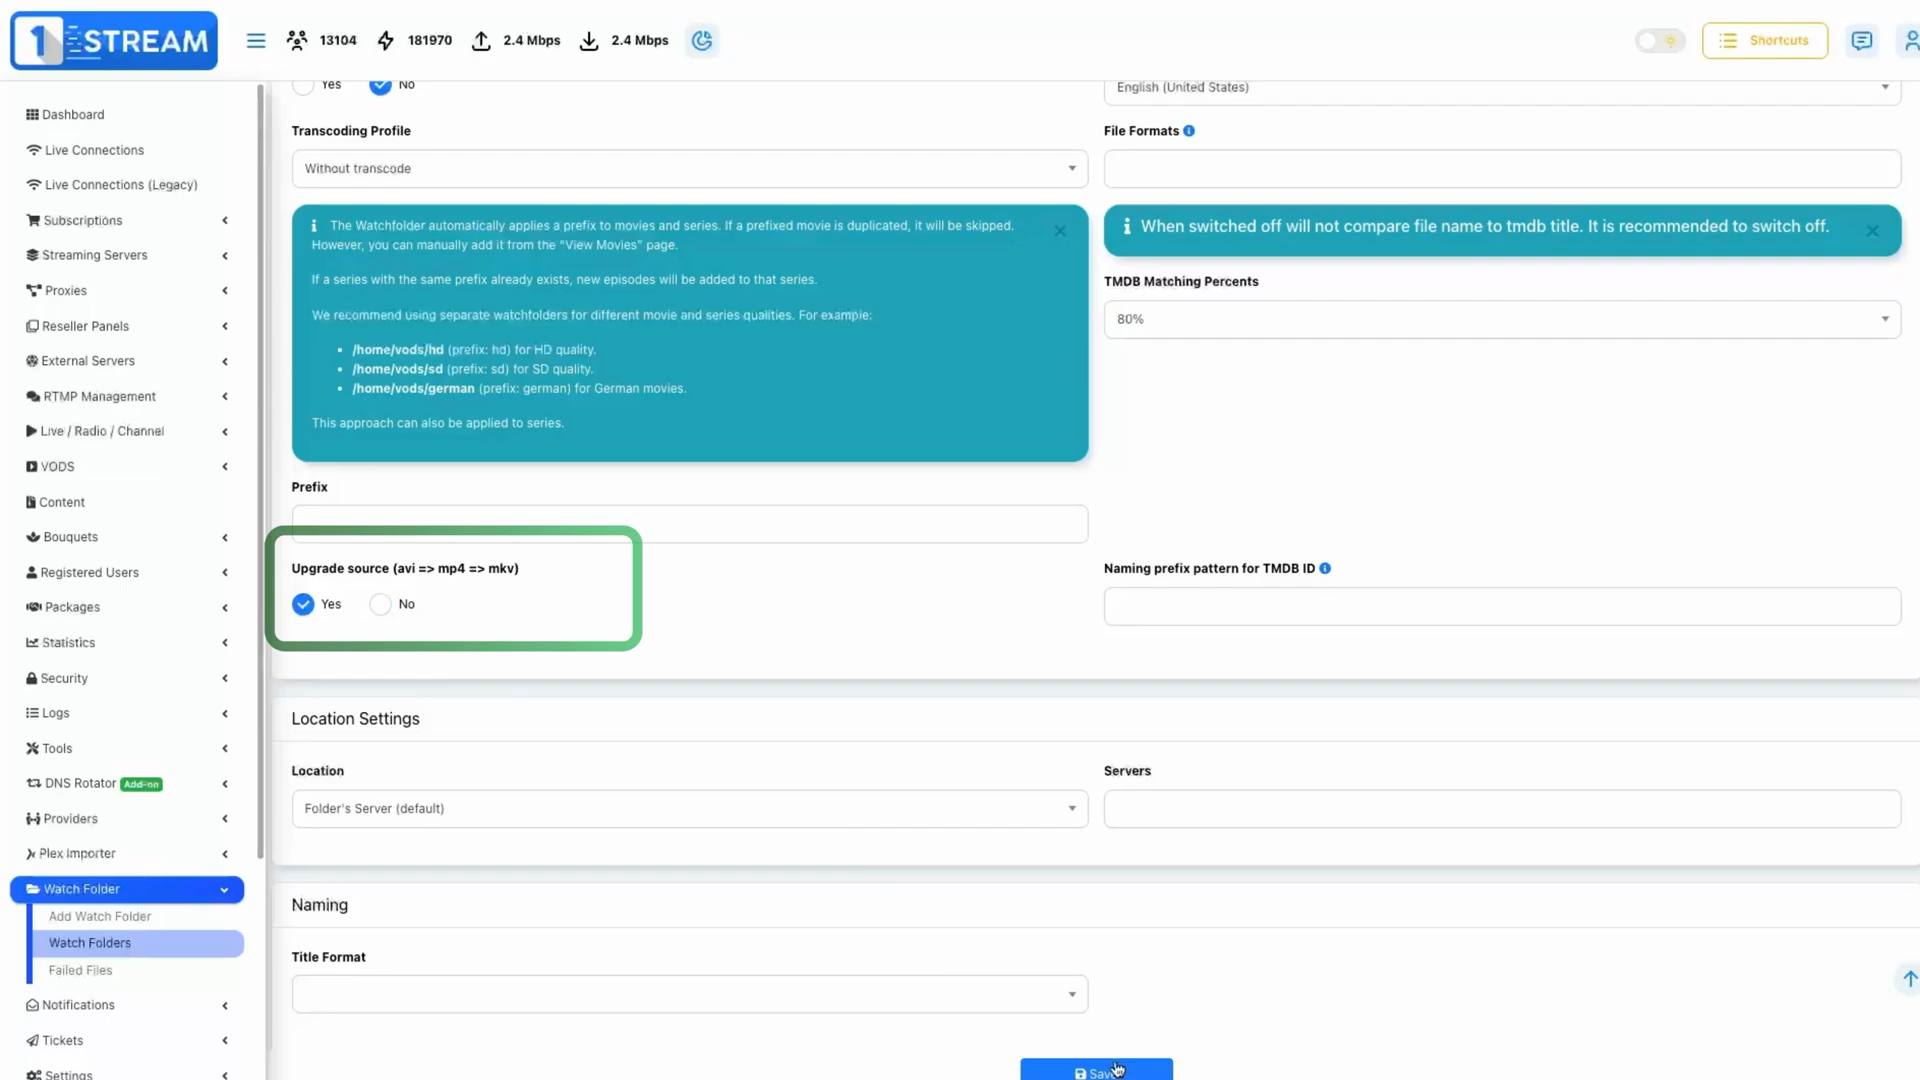 1 STREAM
13104
181970
2.4 Mbps
2.4 Mbps
Shortcuts
Dashboard
Live Connections
Live Connections (Legacy)
Subscriptions
Streaming Servers
Proxies
Reseller Panels
External Servers
RTMP Management
Live / Radio / Channel
VODS
Content
Bouquets
Registered Users
Packages
Statistics
Security
Logs
Tools
DNS Rotator Add-on
Providers
Plex Importer
Watch Folder
Add Watch Folder
Watch Folders
Failed Files
Notifications
Tickets
Settings
Yes No
English (United States)
Transcoding Profile
Without transcode
File Formats
The Watchfolder automatically applies a prefix to movies and series. If a prefixed movie is duplicated, it will be skipped.
However, you can manually add it from the "View Movies" page.
If a series with the same prefix already exists, new episodes will be added to that series.
We recommend using separate watchfolders for different movie and series qualities. For example:
• /home/vods/hd (prefix: hd) for HD quality.
• /home/vods/sd (prefix: sd) for SD quality.
• /home/vods/german (prefix: german) for German movies.
This approach can also be applied to series.
When switched off will not compare file name to tmdb title. It is recommended to switch off.
TMDB Matching Percents
80%
Prefix
Upgrade source (avi => mp4 => mkv)
Yes No
Naming prefix pattern for TMDB ID
Location Settings
Location
Folder's Server (default)
Servers
Naming
Title Format
Save